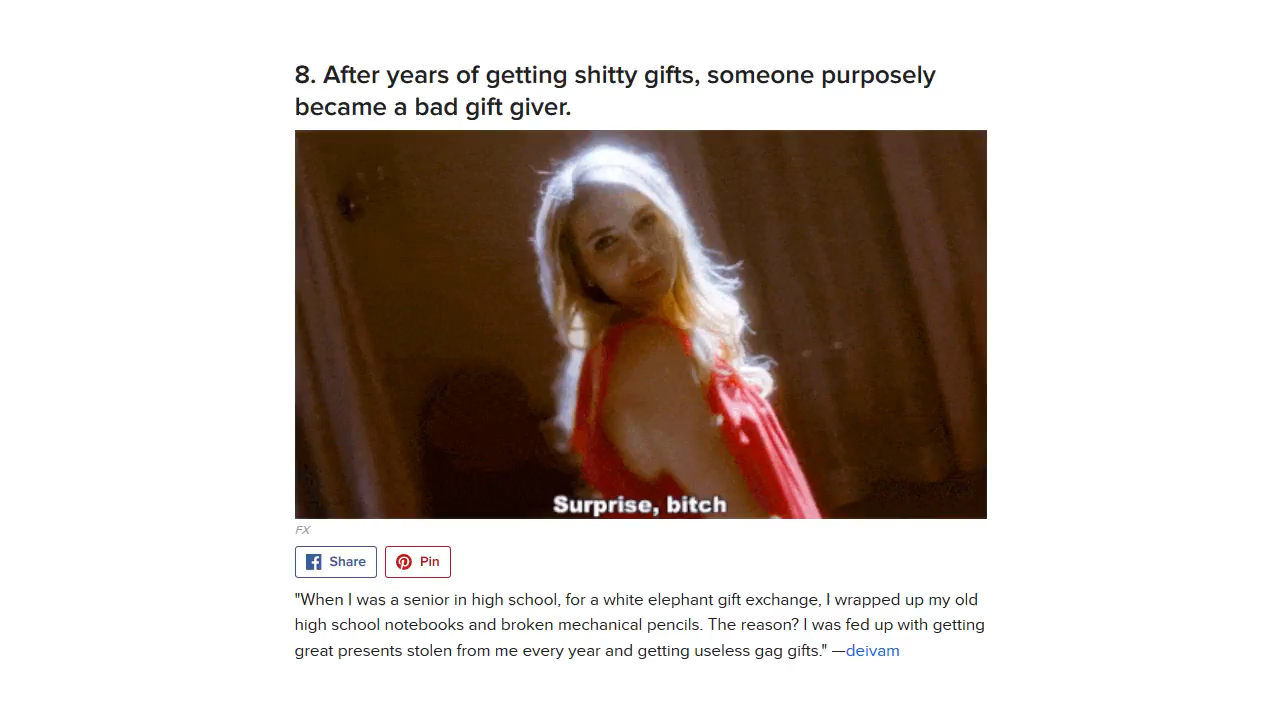 8. After years of getting shitty gifts, someone purposely
became a bad gift giver.
Surprise, bitch
FX
Share
Pin
"When I was a senior in high school, for a white elephant gift exchange, I wrapped up my old
high school notebooks and broken mechanical pencils. The reason? I was fed up with getting
great presents stolen from me every year and getting useless gag gifts." —deivam